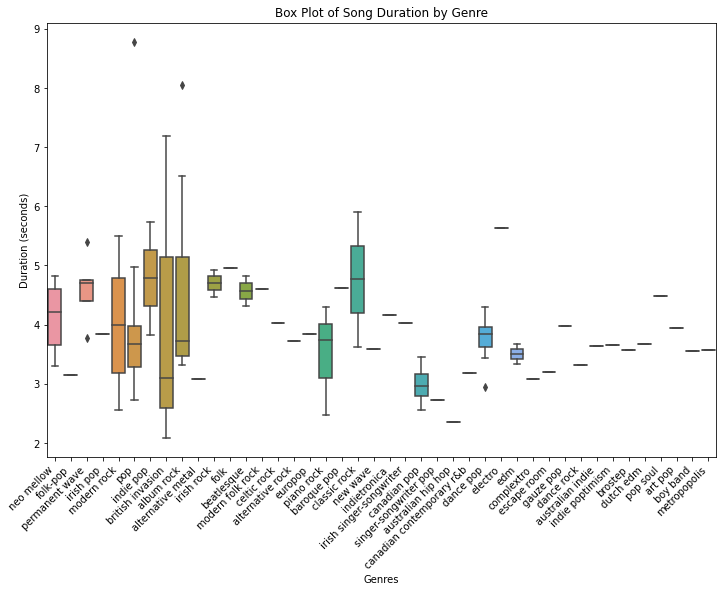 Box Plot of Song Duration by Genre
9
8
7
6
5
4
3
2
Duration (seconds)
neo mellow
folk-pop
permanent wave
irish pop
modern rock
pop
indie pop
british invasion
album rock
alternative metal
irish rock
folk
beatlesque
modern folk rock
celtic rock
alternative rock
europop
piano rock
baroque pop
classic rock
new wave
indietronica
irish singer-songwriter
canadian pop
singer-songwriter pop
australian hip hop
canadian contemporary r&b
dance pop
electro
edm
complextro
escape room
gauze pop
dance rock
australian indie
indie poptimism
brostep
dutch edm
pop soul
art pop
boy band
metropopolis
Genres